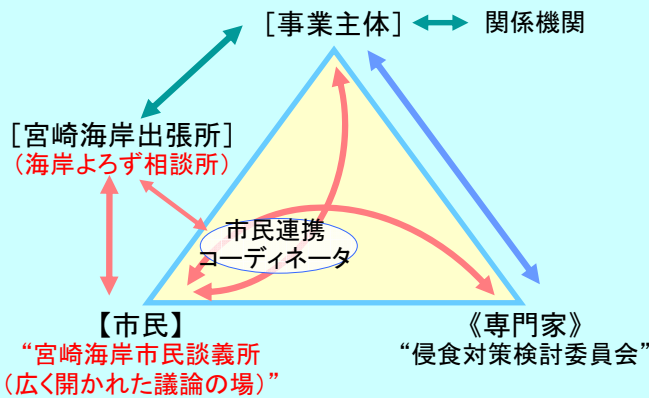 [事業主体]
関係機関
[宮崎海岸出張所]
(海岸よろず相談所)
市民連携
コーディネータ
【市民】
“宮崎海岸市民談義所
(広く開かれた議論の場)”
《専門家》
“侵食対策検討委員会”